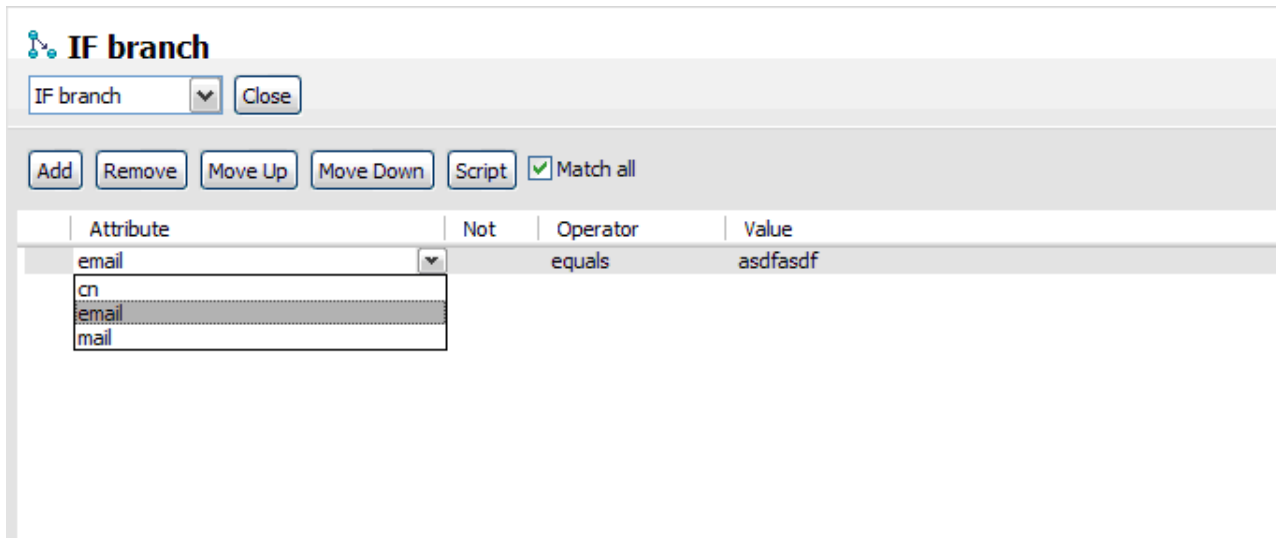 IF branch
IF branch Close
Add Remove Move Up Move Down Script Match all
Attribute Not Operator Value
email equals asdfasdf
cn
email
mail